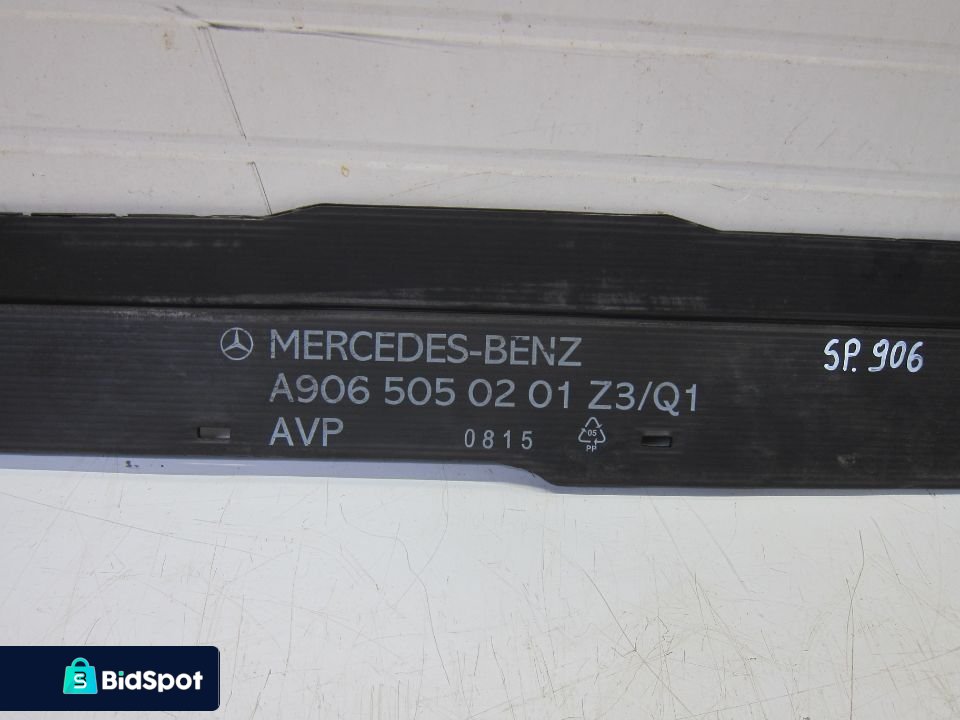 MERCEDES-BENZ
SP. 906
A906 505 02 01 Z3/Q1
AVP
0815
05
PP
BidSpot